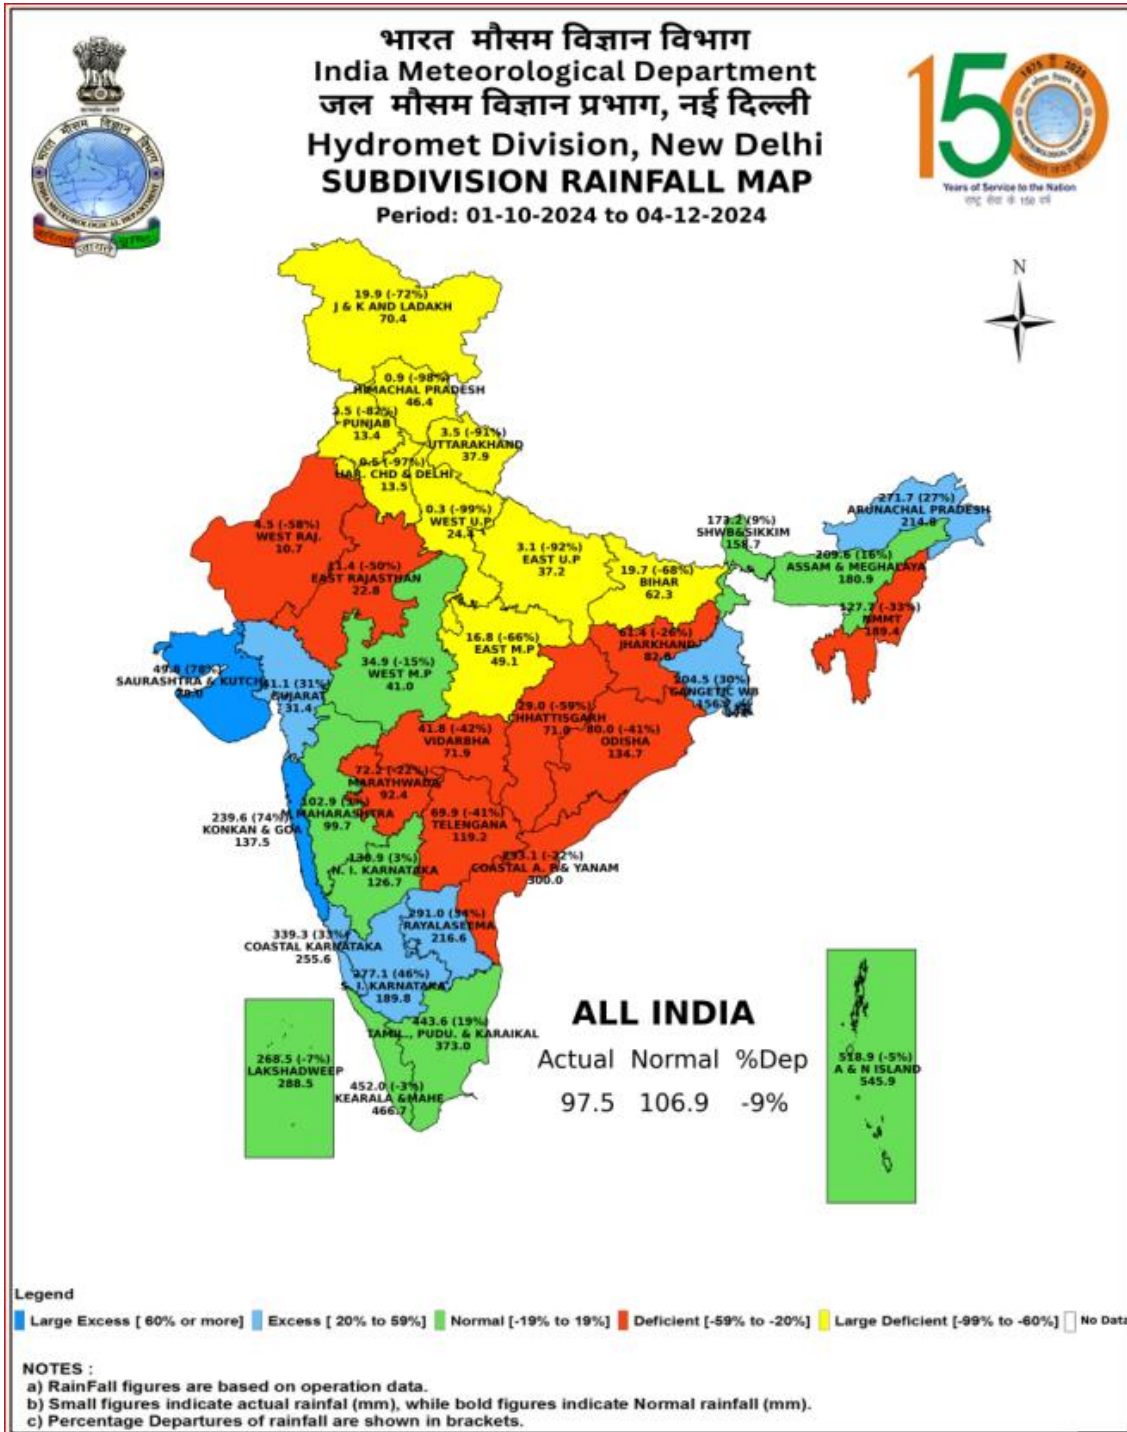 भारत मौसम विज्ञान विभाग
India Meteorological Department
जल मौसम विज्ञान प्रभाग, नई दिल्ली
Hydromet Division, New Delhi
SUBDIVISION RAINFALL MAP
Period: 01-10-2024 to 04-12-2024
भारत मौसम विज्ञान विभाग
INDIA METEOROLOGICAL DEPARTMENT
150
1875 2025
Years of Service to the Nation
राष्ट्र सेवा के 150 वर्ष
N
19.9 (-72%)
J & K AND LADAKH
70.4
0.9 (-98%)
HIMACHAL PRADESH
46.4
.5 (-82%)
PUNJAB
13.4
3.5 (-91%)
UTTARAKHAND
37.9
(-97%)
HAR. CHD & DELHI
13.5
0.3 (-99%)
WEST U.P
24.4
4.5 (-58%)
WEST RAJ.
10.7
11.4 (-50%)
EAST RAJASTHAN
22.8
3.1 (-92%)
EAST U.P
37.2
19.7 (-68%)
BIHAR
62.3
173.2 (9%)
SHWB&SIKKIM
158.7
271.7 (27%)
ARUNACHAL PRADESH
214.8
209.6 (16%)
ASSAM & MEGHALAYA
180.9
127.7 (-33%)
NMMT
189.4
16.8 (-66%)
EAST M.P
49.1
61.4 (-26%)
JHARKHAND
34.9 (-15%)
WEST M.P
41.0
(78%)
SAURASHTRA & KUTCH
41.1 (31%)
GUJARAT
31.4
204.5 (30%)
GANGETIC WB
29.0 (-59%)
CHHATTISGARH
80.0 (-41%)
ODISHA
134.7
41.8 (-42%)
VIDARBHA
71.9
72.2 (-22%)
MARATHWADA
92.4
102.9 (3%)
M MAHARASHTRA
99.7
239.6 (74%)
KONKAN & GOA
137.5
69.9 (-41%)
TELENGANA
119.2
(-22%)
COASTAL A. P.& YANAM
300.0
(3%)
N. I. KARNATAKA
126.7
291.0 (34%)
RAYALASEEMA
216.6
339.3 (33%)
COASTAL KARNATAKA
255.6
277.1 (46%)
S. I. KARNATAKA
189.8
443.6 (19%)
TAMIL., PUDU. & KARAIKAL
373.0
268.5 (-7%)
LAKSHADWEEP
288.5
452.0 (-3%)
KEARALA &MAHE
466.7
518.9 (-5%)
A & N ISLAND
545.9
ALL INDIA
Actual Normal %Dep
97.5 106.9 -9%
Legend
Large Excess [ 60% or more] Excess [ 20% to 59%] Normal [-19% to 19%] Deficient [-59% to -20%] Large Deficient [-99% to -60%] No Data
NOTES :
a) RainFall figures are based on operation data.
b) Small figures indicate actual rainfal (mm), while bold figures indicate Normal rainfall (mm).
c) Percentage Departures of rainfall are shown in brackets.